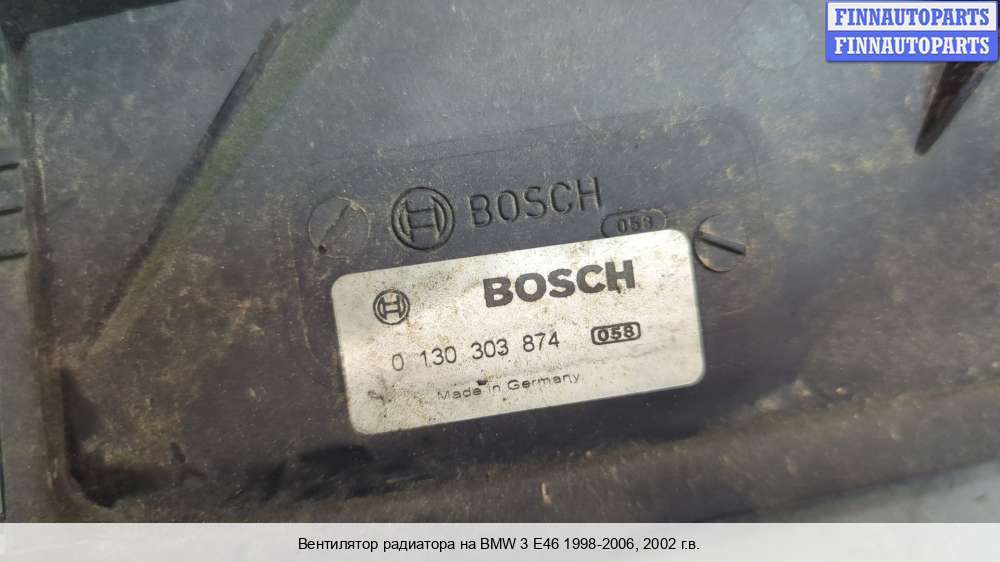 FINNAUTOPARTS
FINNAUTOPARTS
BOSCH
058
BOSCH
0 130 303 874 058
Made in Germany
Вентилятор радиатора на BMW 3 E46 1998-2006, 2002 г.в.